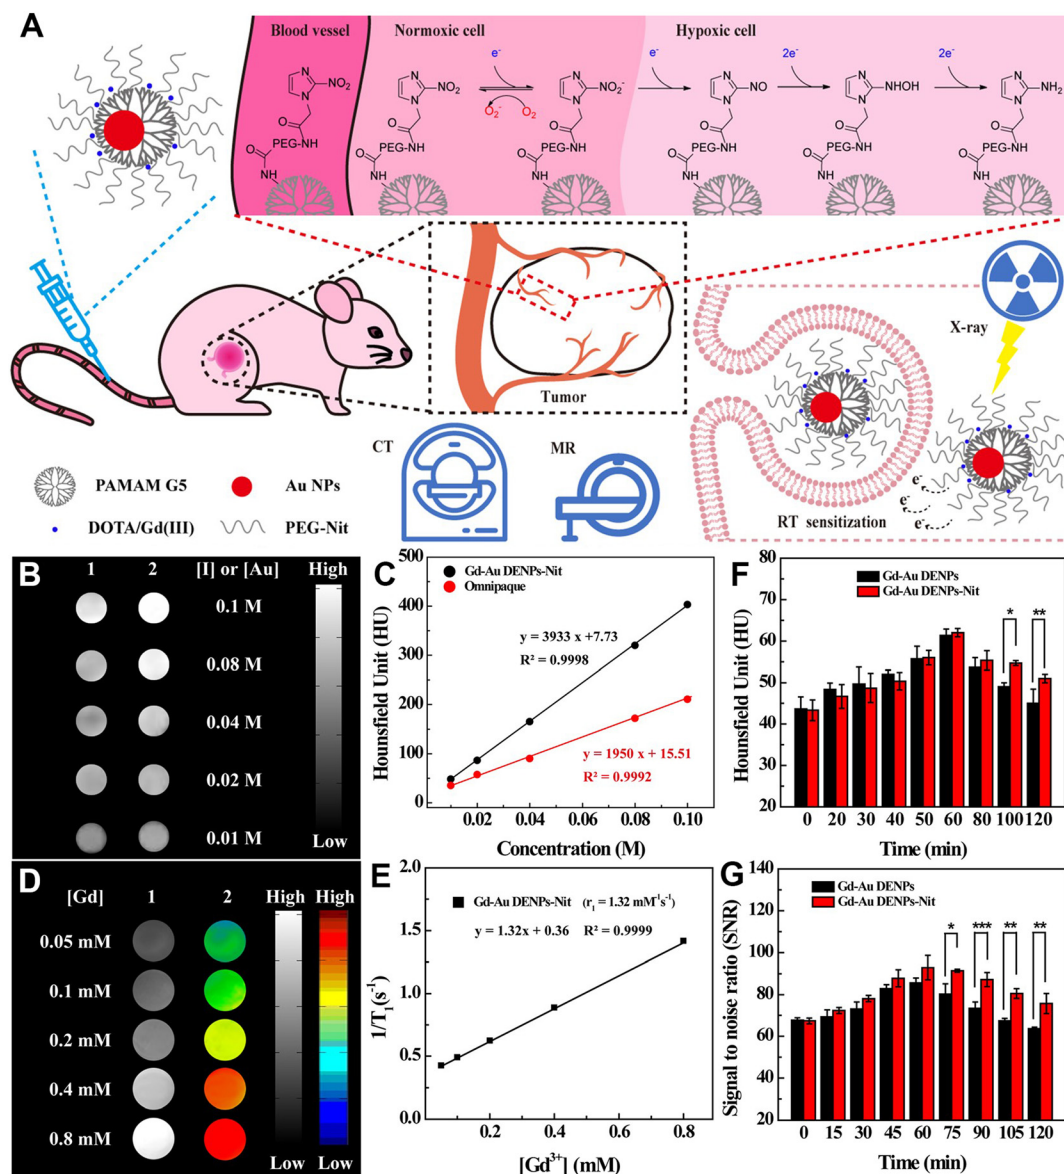 A
Blood vessel
Normoxic cell
Hypoxic cell
e⁻
e⁻
2e⁻
2e⁻
N
N
NO₂
O
PEG-NH
O
NH
N
N
NO₂
O₂⁻
O₂
O
PEG-NH
O
NH
N
N
NO₂⁻
O
PEG-NH
O
NH
N
N
NO
O
PEG-NH
O
NH
N
N
NHOH
O
PEG-NH
O
NH
N
N
NH₂
O
PEG-NH
O
NH
Tumor
X-ray
CT
MR
e⁻
e⁻
e⁻
RT sensitization
PAMAM G5
Au NPs
DOTA/Gd(III)
PEG-Nit
B
1 2 [I] or [Au] High
0.1 M
0.08 M
0.04 M
0.02 M
0.01 M
Low
C
Hounsfield Unit (HU)
500
400
300
200
100
0
Gd-Au DENPs-Nit
Omnipaque
y = 3933 x +7.73
R² = 0.9998
y = 1950 x + 15.51
R² = 0.9992
0.02 0.04 0.06 0.08 0.10
Concentration (M)
F
Hounsfield Unit (HU)
80
70
60
50
40
30
20
Gd-Au DENPs
Gd-Au DENPs-Nit
* **
0 20 30 40 50 60 80 100 120
Time (min)
D
[Gd] 1 2 High High
0.05 mM
0.1 mM
0.2 mM
0.4 mM
0.8 mM
Low Low
E
1/T₁(s⁻¹)
2.0
1.5
1.0
0.5
0.0
Gd-Au DENPs-Nit (r₁ = 1.32 mM⁻¹s⁻¹)
y = 1.32x + 0.36 R² = 0.9999
0.0 0.2 0.4 0.6 0.8
[Gd³⁺] (mM)
G
Signal to noise ratio (SNR)
140
120
100
80
60
40
20
Gd-Au DENPs
Gd-Au DENPs-Nit
* *** ** **
0 15 30 45 60 75 90 105 120
Time (min)